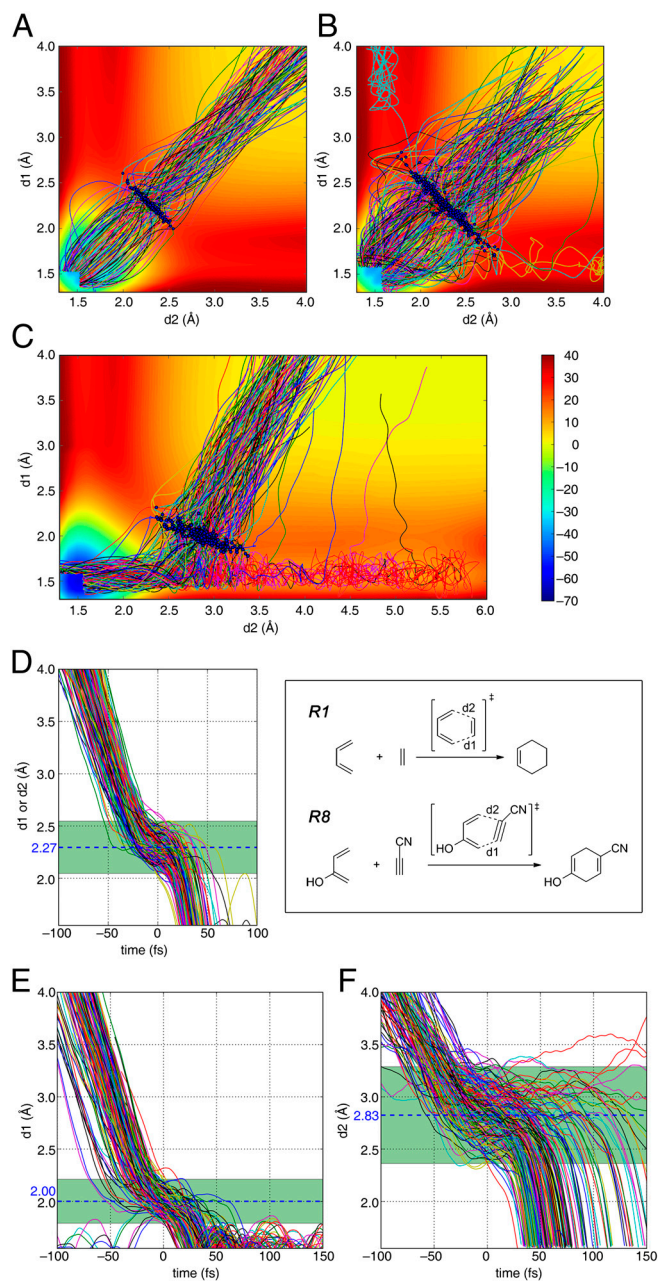 A
B
4.0
3.5
3.0
2.5
2.0
1.5
d1 (Å)
1.5 2.0 2.5 3.0 3.5 4.0
d2 (Å)
4.0
3.5
3.0
2.5
2.0
1.5
d1 (Å)
1.5 2.0 2.5 3.0 3.5 4.0
d2 (Å)
C
4.0
3.5
3.0
2.5
2.0
1.5
d1 (Å)
1.5 2.0 2.5 3.0 3.5 4.0 4.5 5.0 5.5 6.0
d2 (Å)
40
30
20
10
0
−10
−20
−30
−40
−50
−60
−70
D
4.0
3.5
3.0
2.5
2.27
2.0
d1 or d2 (Å)
−100 −50 0 50 100
time (fs)
R1
+
d2
d1
‡
R8
HO
+
CN
HO
d2
CN
d1
‡
HO
CN
E
4.0
3.5
3.0
2.5
2.00
2.0
d1 (Å)
−100 −50 0 50 100 150
time (fs)
F
4.0
3.5
3.0
2.83
2.5
2.0
d2 (Å)
−100 −50 0 50 100 150
time (fs)